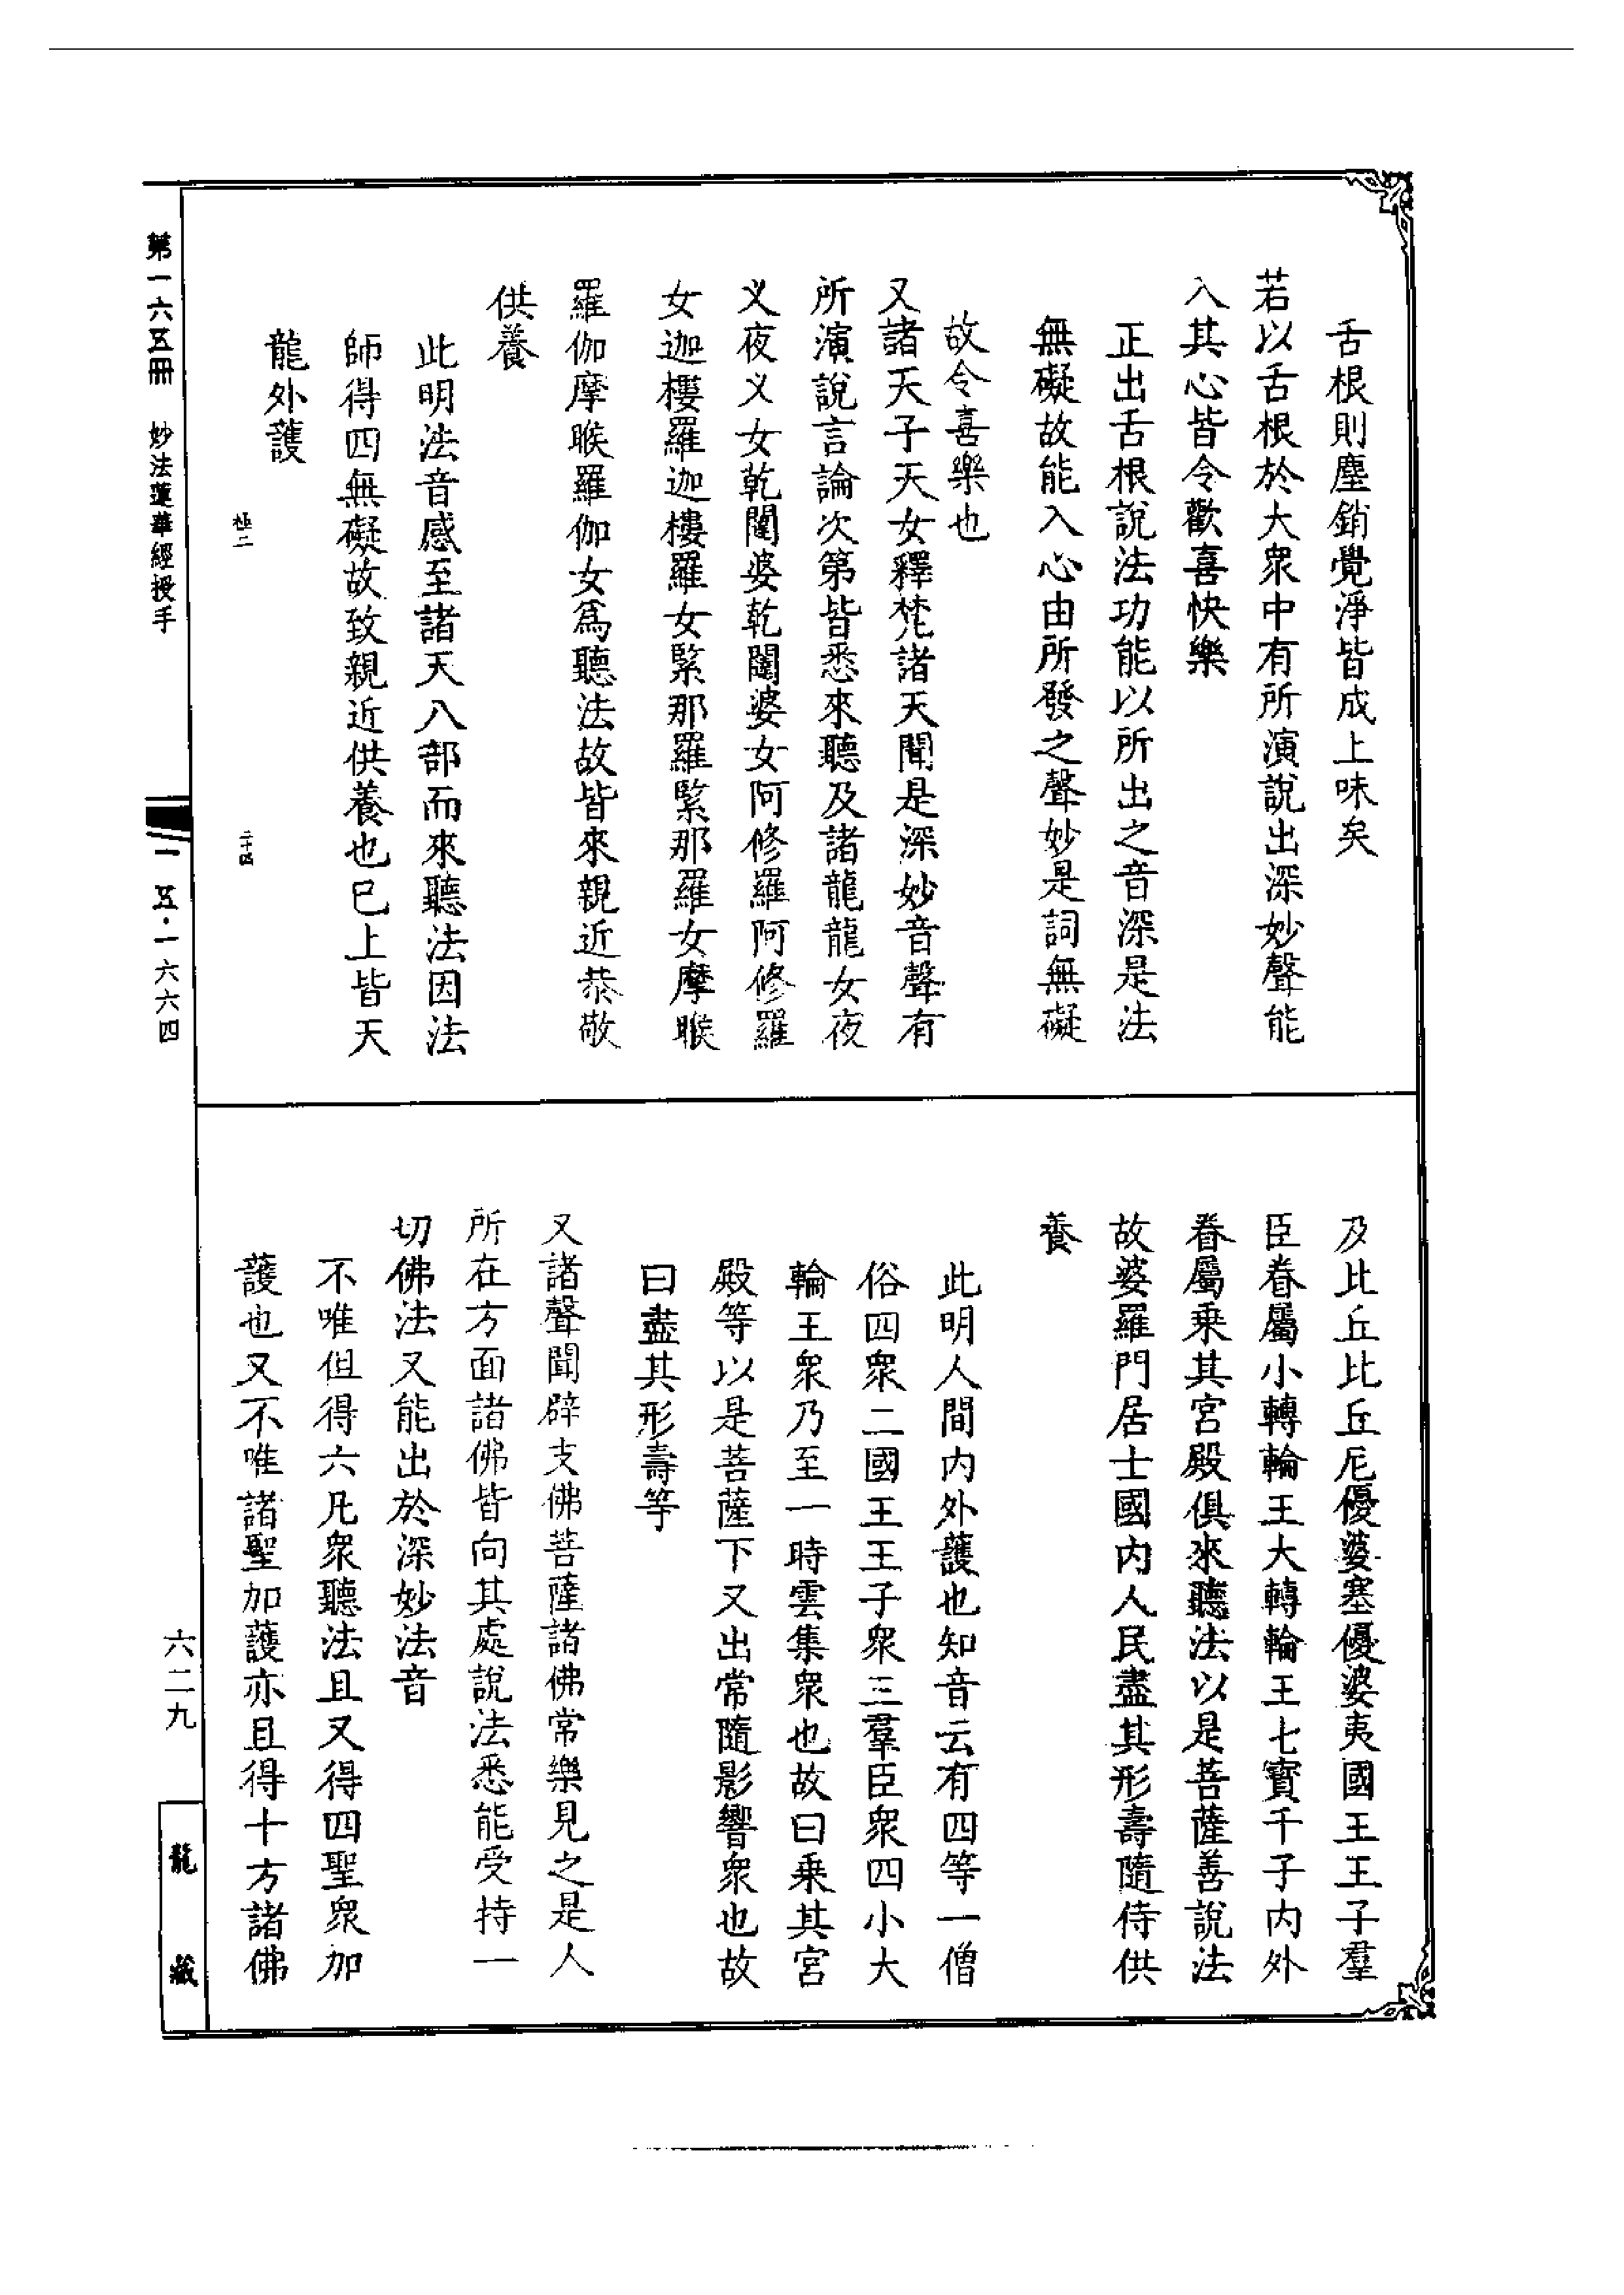 舌根則塵銷覺淨皆成上味矣
若以舌根於大衆中有所演說出深妙聲能
入其心皆令歡喜快樂
正出舌根說法功能以所出之音深是法
無礙故能入心由所發之聲妙是詞無礙
故令喜樂也
又諸天子天女釋梵諸天聞是深妙音聲有
所演說言論次第皆悉來聽及諸龍龍女夜
义夜义女乾闥婆乾闥婆女阿修羅阿修羅
女迦樓羅迦樓羅女緊那羅緊那羅女摩睺
羅伽摩睺羅伽女爲聽法故皆來親近恭敬
供養
此明法音感至諸天八部而來聽法因法
師得四無礙故致親近供養也巳上皆天
龍外護
極二
二十四
及比丘比丘尼優婆塞優婆夷國王王子羣
臣眷屬小轉輪王大轉輪王七寶千子內外
眷屬乘其宮殿俱來聽法以是菩薩善說法
故婆羅門居士國內人民盡其形壽隨侍供
養
此明人間內外護也知音云有四等一僧
俗四衆二國王王子衆三羣臣衆四小大
輪王衆乃至一時雲集衆也故曰乘其宮
殿等以是菩薩下又出常隨影響衆也故
曰盡其形壽等
又諸聲聞辟支佛菩薩諸佛常樂見之是人
所在方面諸佛皆向其處說法悉能受持一
切佛法又能出於深妙法音
不唯但得六凡衆聽法且又得四聖衆加
護也又不唯諸聖加護亦且得十方諸佛
第一六五冊 妙法蓮華經授手
一五·一六六四
六二九
龍藏